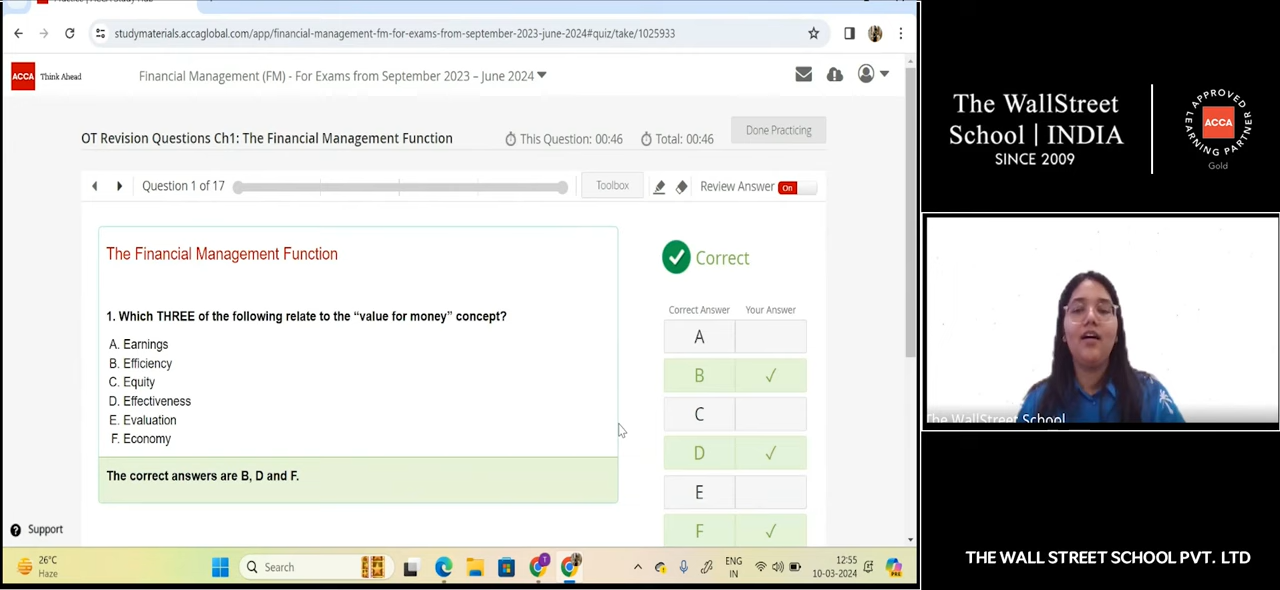 studymaterials.accaglobal.com/app/financial-management-fm-for-exams-from-september-2023-june-2024#quiz/take/1025933
ACCA Think Ahead
Financial Management (FM) - For Exams from September 2023 – June 2024
OT Revision Questions Ch1: The Financial Management Function
This Question: 00:46
Total: 00:46
Done Practicing
Question 1 of 17
Toolbox
Review Answer On
The Financial Management Function
1. Which THREE of the following relate to the “value for money” concept?
A. Earnings
B. Efficiency
C. Equity
D. Effectiveness
E. Evaluation
F. Economy
The correct answers are B, D and F.
Correct
Correct Answer Your Answer
A
B ✓
C
D ✓
E
F ✓
Support
26°C
Haze
Search
ENG
IN
12:55
10-03-2024
The WallStreet
School | INDIA
SINCE 2009
APPROVED
ACCA
LEARNING PARTNER
Gold
The WallStreet School
THE WALL STREET SCHOOL PVT. LTD